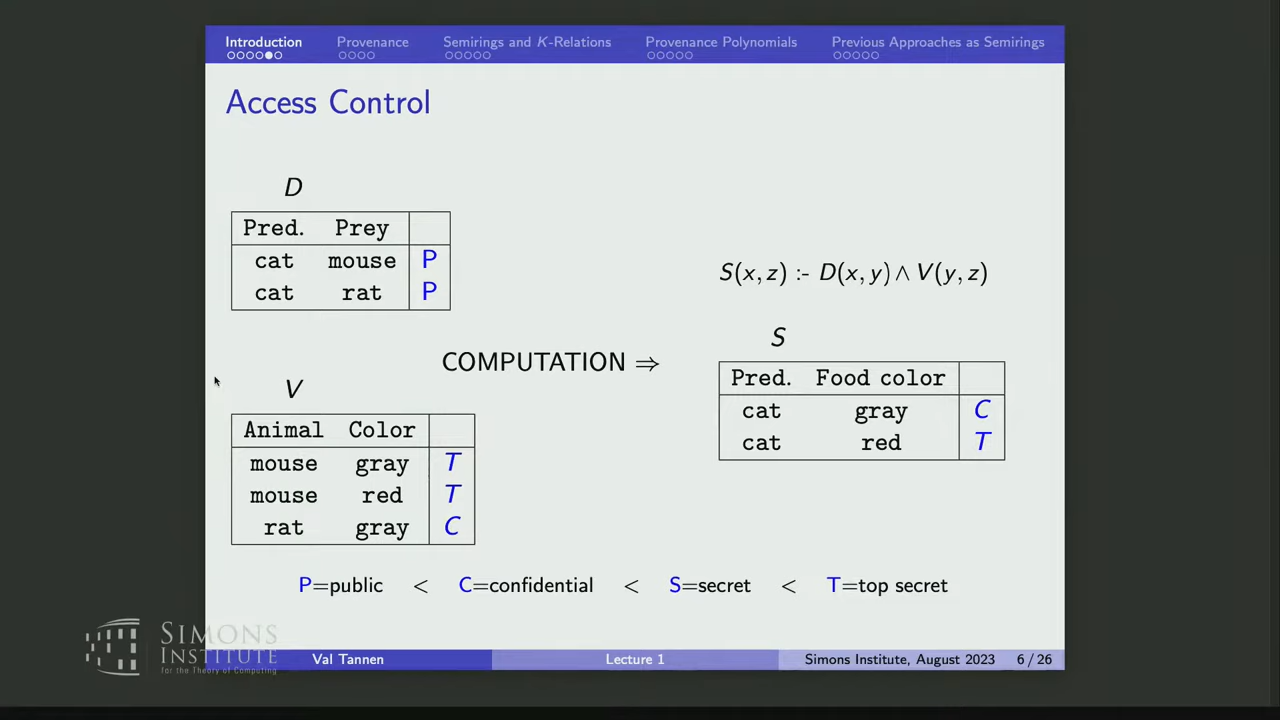 Introduction Provenance Semirings and K-Relations Provenance Polynomials Previous Approaches as Semirings
Access Control
D
Pred. Prey
cat mouse P
cat rat P
V
Animal Color
mouse gray T
mouse red T
rat gray C
COMPUTATION ⇒
S(x, z) :- D(x, y) ∧ V(y, z)
S
Pred. Food color
cat gray C
cat red T
P=public < C=confidential < S=secret < T=top secret
SIMONS
INSTITUTE
for the Theory of Computing
Val Tannen Lecture 1 Simons Institute, August 2023 6 / 26